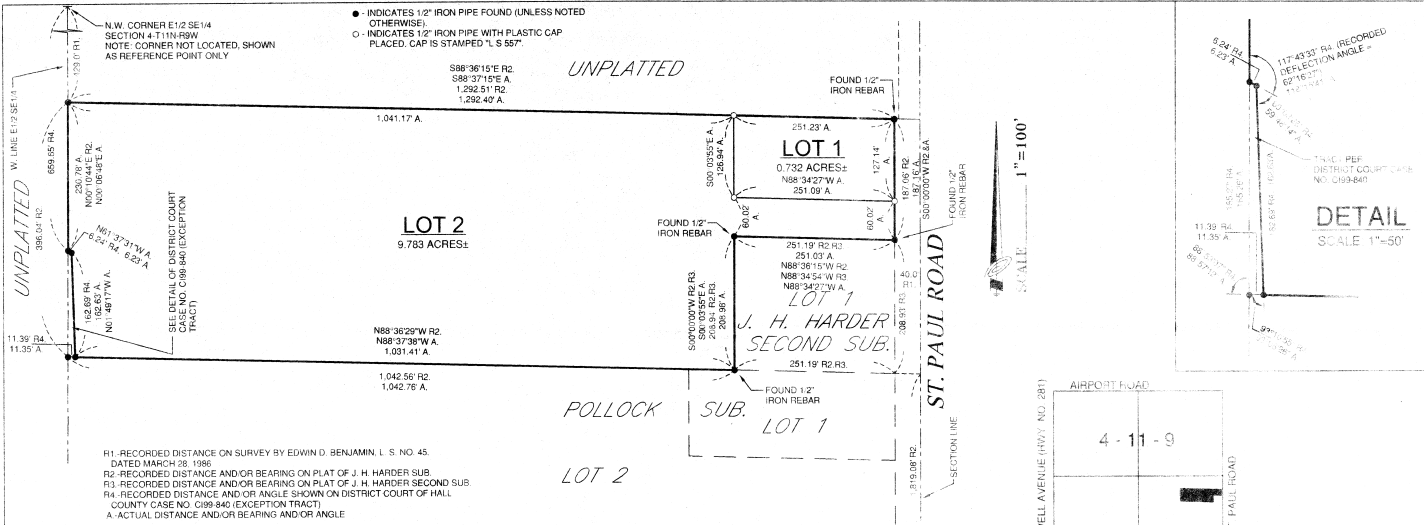 N.W. CORNER E1/2 SE1/4
SECTION 4-T11N-R9W
NOTE: CORNER NOT LOCATED, SHOWN
AS REFERENCE POINT ONLY
● - INDICATES 1/2" IRON PIPE FOUND (UNLESS NOTED
OTHERWISE).
○ - INDICATES 1/2" IRON PIPE WITH PLASTIC CAP
PLACED. CAP IS STAMPED "L S 557".
129.0' R1.
W. LINE E1/2 SE1/4
UNPLATTED
659.65' R4.
396.04' R2
UNPLATTED
S88°36'15"E R2.
S88°37'15"E A.
1,292.51' R2.
1,292.40' A.
1,041.17' A.
FOUND 1/2"
IRON REBAR
251.23' A.
LOT 1
0.732 ACRES±
N88°34'27"W A.
251.09' A.
S00°03'55"E A.
126.94' A.
127.14'
A.
187.06' R2.
187.16' A.
S00°00'00"W R2.&A
FOUND 1/2"
IRON REBAR
230.78' A.
N00°10'44"E R2.
N00°06'48"E A
LOT 2
9.783 ACRES±
60.02'
A.
60.02'
A.
FOUND 1/2"
IRON REBAR
251.19' R2.R3
251.03' A.
N88°36'15"W R2.
N88°34'54"W R3
N88°34'27"W A.
N61°37'31"W A.
6.24' R4. 6.23' A
162.69' R4
162.63' A.
N01°49'17"W A.
SEE DETAIL OF DISTRICT COURT
CASE NO. CI99-840 (EXCEPTION
TRACT)
S00°00'00"W R2.R3.
S00°03'55"E A.
208.94' R2.R3.
208.98' A.
LOT 1
J. H. HARDER
SECOND SUB.
251.19' R2.R3.
40.0'
R1.
208.93' R3.
ST. PAUL ROAD
SCALE 1"=100'
11.39' R4.
11.35' A
N88°36'29"W R2.
N88°37'38"W A.
1,031.41' A.
1,042.56' R2.
1,042.76' A.
FOUND 1/2"
IRON REBAR
POLLOCK SUB.
LOT 1
LOT 2
SECTION LINE
R1.-RECORDED DISTANCE ON SURVEY BY EDWIN D. BENJAMIN, L. S. NO. 45.
DATED MARCH 28, 1986
R2.-RECORDED DISTANCE AND/OR BEARING ON PLAT OF J. H. HARDER SUB.
R3.-RECORDED DISTANCE AND/OR BEARING ON PLAT OF J. H. HARDER SECOND SUB.
R4.-RECORDED DISTANCE AND/OR ANGLE SHOWN ON DISTRICT COURT OF HALL
COUNTY CASE NO. CI99-840 (EXCEPTION TRACT)
A.-ACTUAL DISTANCE AND/OR BEARING AND/OR ANGLE
6.24' R4
6.23' A
117°43'33" R4. (RECORDED
DEFLECTION ANGLE =
62°16'27")
TRACT PER
DISTRICT COURT CASE
NO. CI99-840
DETAIL
SCALE 1"=50'
11.39' R4
11.35' A.
AIRPORT ROAD
4 - 11 - 9
AVENUE (HWY. NO. 281)
PAUL ROAD